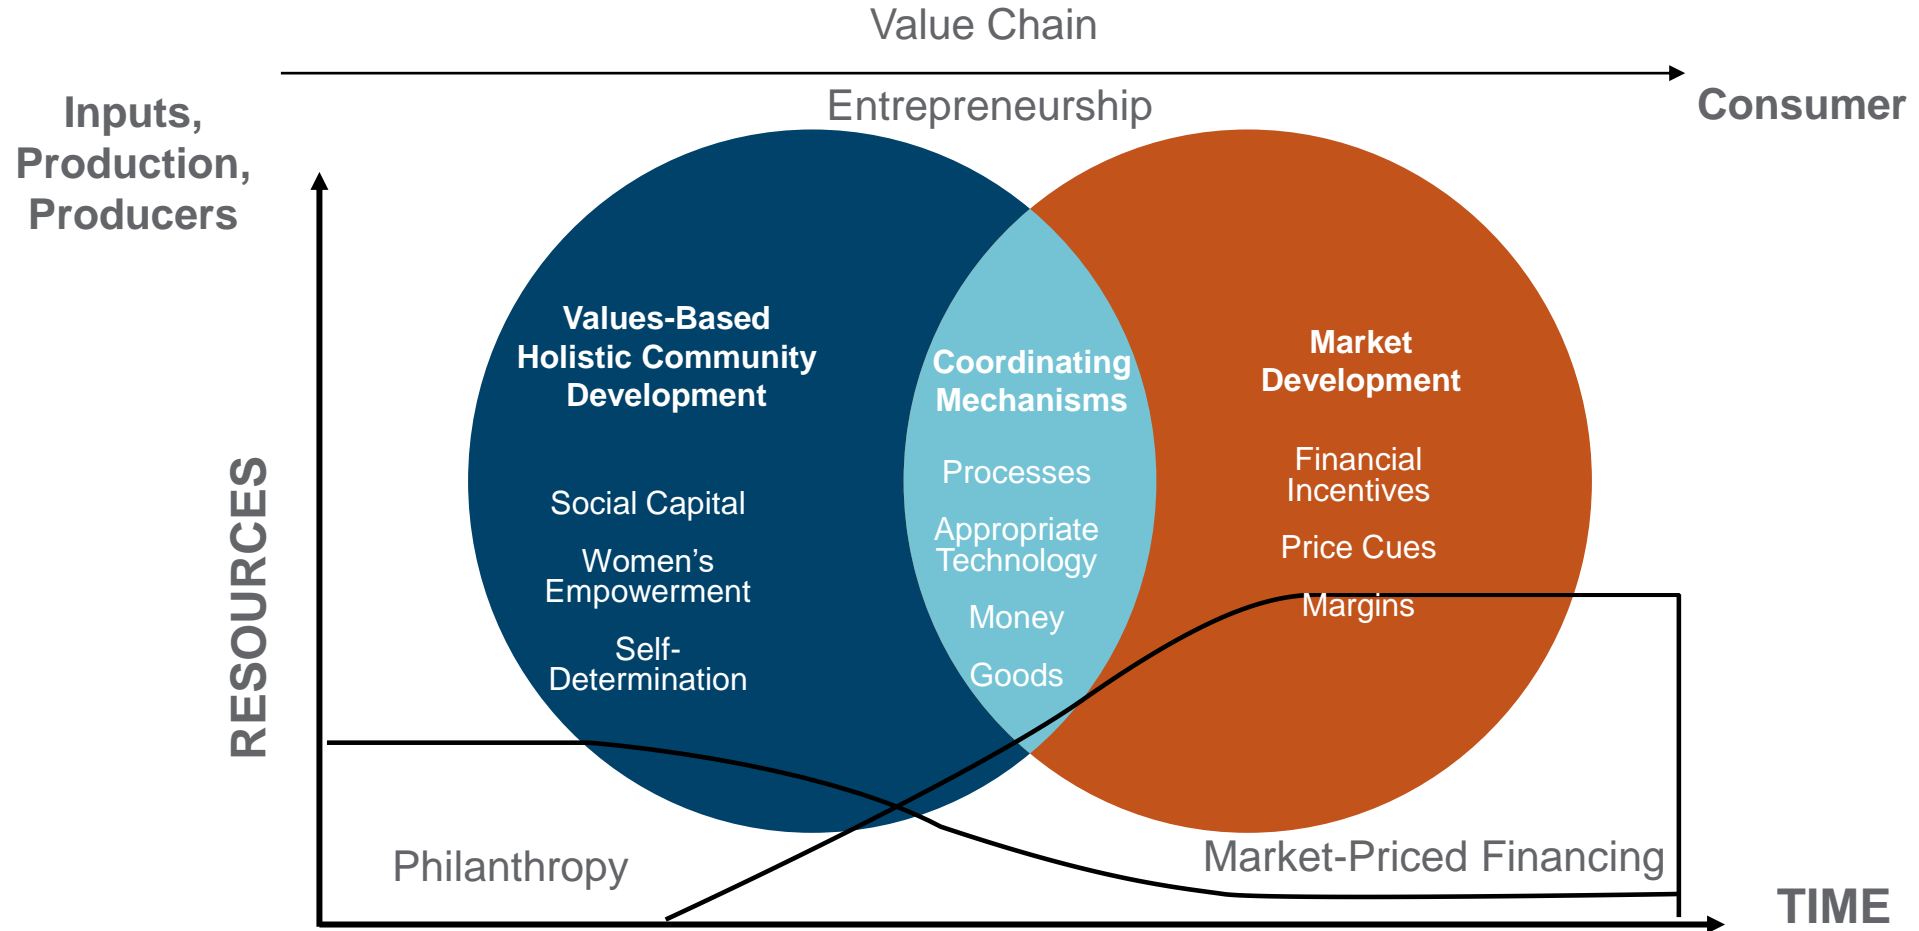 Value Chain
Entrepreneurship
Inputs,
Production,
Producers
Consumer
Values-Based
Holistic Community
Development
Social Capital
Women’s
Empowerment
Self-
Determination
Coordinating
Mechanisms
Processes
Appropriate
Technology
Money
Goods
Market
Development
Financial
Incentives
Price Cues
Margins
RESOURCES
Philanthropy
Market-Priced Financing
TIME